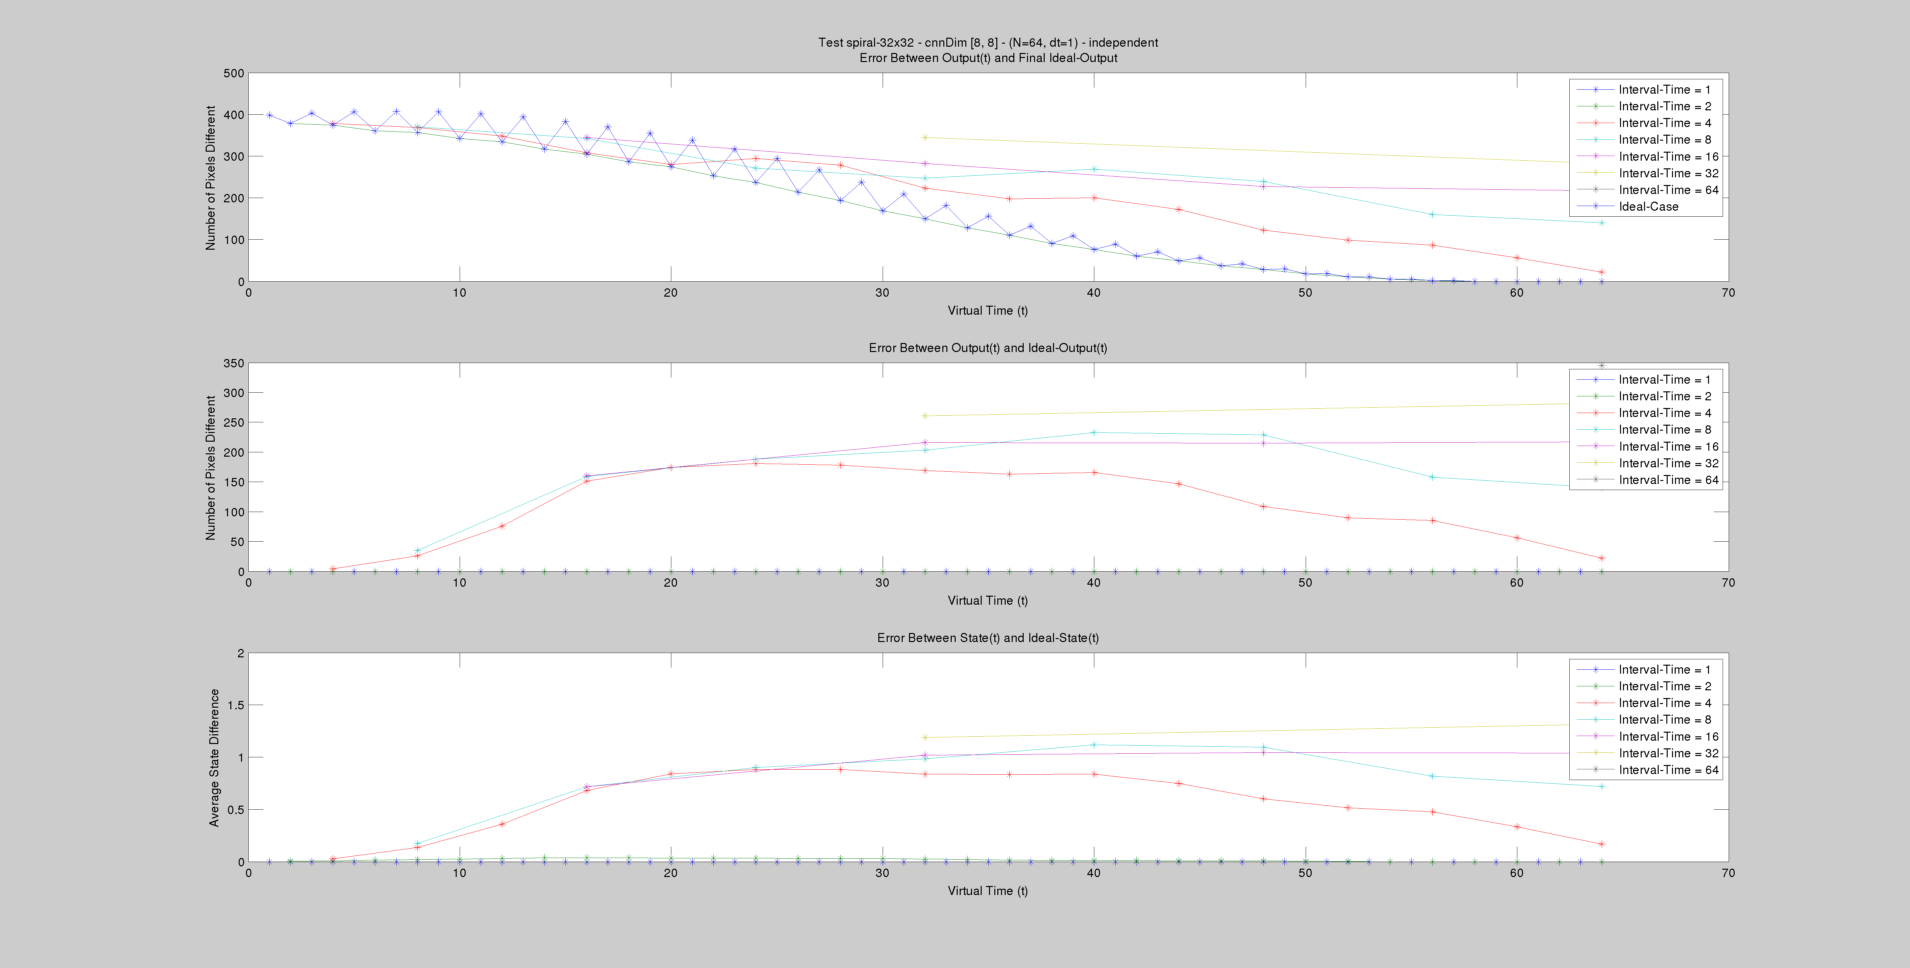 Test spiral-32x32 - cnnDim [8, 8] - (N=64, dt=1) - independent
Error Between Output(t) and Final Ideal-Output
Number of Pixels Different
500
400
300
200
100
0
0 10 20 30 40 50 60 70
Virtual Time (t)
Interval-Time = 1
Interval-Time = 2
Interval-Time = 4
Interval-Time = 8
Interval-Time = 16
Interval-Time = 32
Interval-Time = 64
Ideal-Case
Error Between Output(t) and Ideal-Output(t)
Number of Pixels Different
350
300
250
200
150
100
50
0
0 10 20 30 40 50 60 70
Virtual Time (t)
Interval-Time = 1
Interval-Time = 2
Interval-Time = 4
Interval-Time = 8
Interval-Time = 16
Interval-Time = 32
Interval-Time = 64
Error Between State(t) and Ideal-State(t)
Average State Difference
2
1.5
1
0.5
0
0 10 20 30 40 50 60 70
Virtual Time (t)
Interval-Time = 1
Interval-Time = 2
Interval-Time = 4
Interval-Time = 8
Interval-Time = 16
Interval-Time = 32
Interval-Time = 64